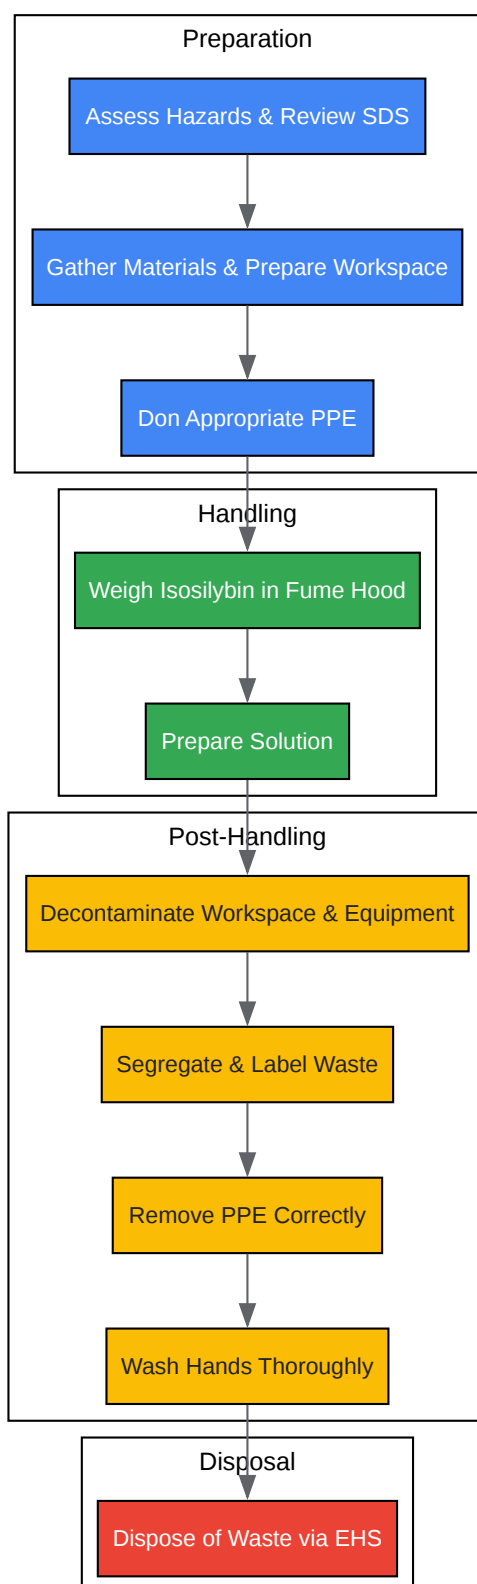 Preparation
Assess Hazards & Review SDS
Gather Materials & Prepare Workspace
Don Appropriate PPE
Handling
Weigh Isosilybin in Fume Hood
Prepare Solution
Post-Handling
Decontaminate Workspace & Equipment
Segregate & Label Waste
Remove PPE Correctly
Wash Hands Thoroughly
Disposal
Dispose of Waste via EHS